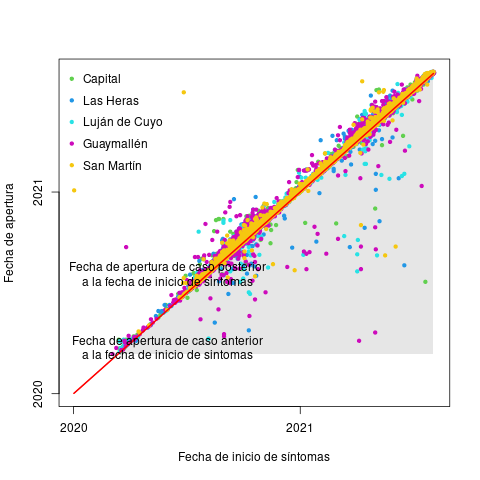 Capital
Las Heras
Luján de Cuyo
Guaymallén
San Martín
Fecha de apertura
2021
2020
Fecha de apertura de caso posterior
a la fecha de inicio de sintomas
Fecha de apertura de caso anterior
a la fecha de inicio de sintomas
2020
2021
Fecha de inicio de síntomas